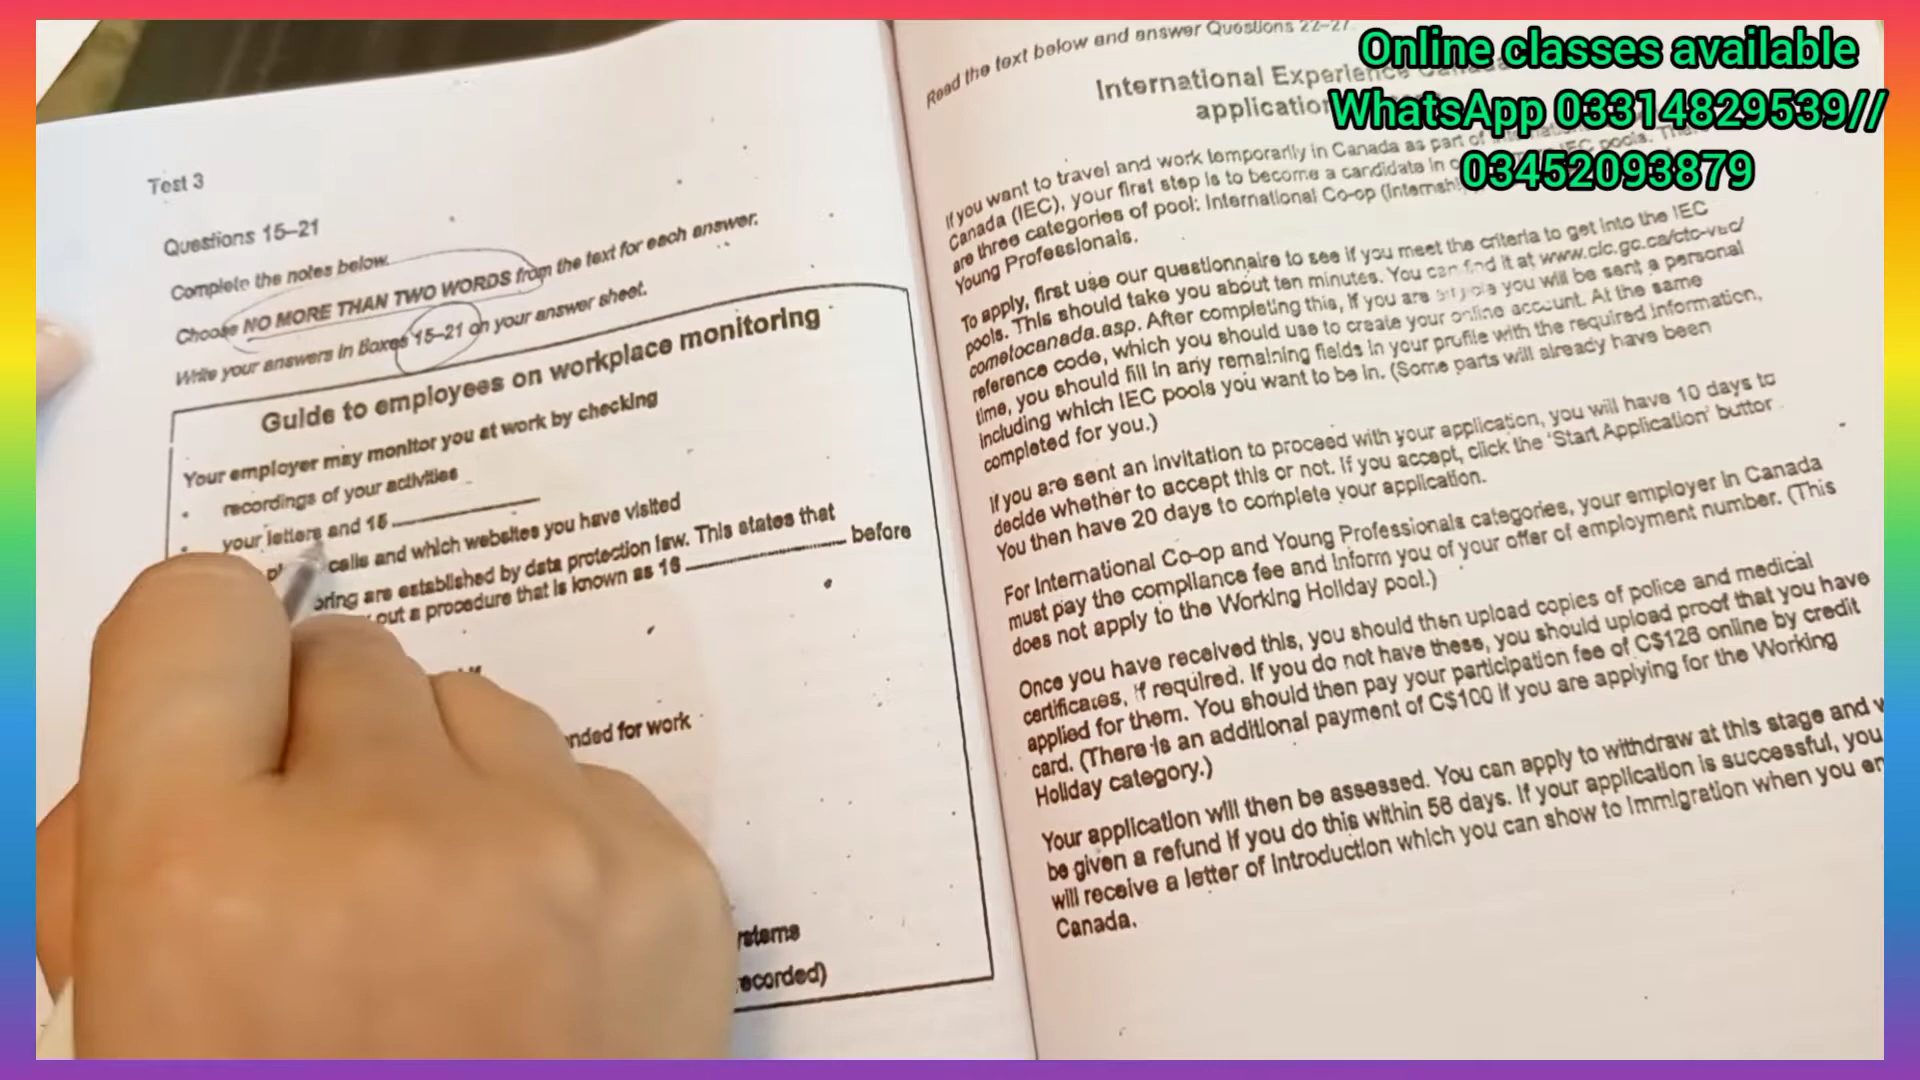 Online classes available
WhatsApp 03314829539//
03452093879
Test 3
Questions 15–21
Complete the notes below.
Choose NO MORE THAN TWO WORDS from the text for each answer.
Write your answers in Boxes 15–21 on your answer sheet.
Guide to employees on workplace monitoring
Your employer may monitor you at work by checking
• recordings of your activities
• your letters and 15
calls and which websites you have visited
oring are established by data protection law. This states that
out a procedure that is known as 16 before
nded for work
stems
ecorded)
Read the text below and answer Questions 22–27.
International Experience Canada
application
If you want to travel and work temporarily in Canada as part of International
Canada (IEC), your first step is to become a candidate in IEC pools. There
are three categories of pool: International Co-op (Internship
Young Professionals.
To apply, first use our questionnaire to see if you meet the criteria to get into the IEC
pools. This should take you about ten minutes. You can find it at www.cic.gc.ca/ctc-vac/
cometocanada.asp. After completing this, if you are eligible you will be sent a personal
reference code, which you should use to create your online account. At the same
time, you should fill in any remaining fields in your profile with the required information,
including which IEC pools you want to be in. (Some parts will already have been
completed for you.)
If you are sent an invitation to proceed with your application, you will have 10 days to
decide whether to accept this or not. If you accept, click the 'Start Application' button
You then have 20 days to complete your application.
For International Co-op and Young Professionals categories, your employer in Canada
must pay the compliance fee and inform you of your offer of employment number. (This
does not apply to the Working Holiday pool.)
Once you have received this, you should then upload copies of police and medical
certificates, if required. If you do not have these, you should upload proof that you have
applied for them. You should then pay your participation fee of C$126 online by credit
card. (There is an additional payment of C$100 if you are applying for the Working
Holiday category.)
Your application will then be assessed. You can apply to withdraw at this stage and w
be given a refund if you do this within 56 days. If your application is successful, you
will receive a letter of introduction which you can show to immigration when you en
Canada.